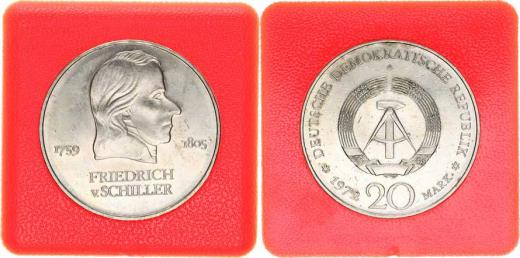 1759 1805
FRIEDRICH
v. SCHILLER
* DEUTSCHE DEMOKRATISCHE REPUBLIK *
A
1972 20 MARK